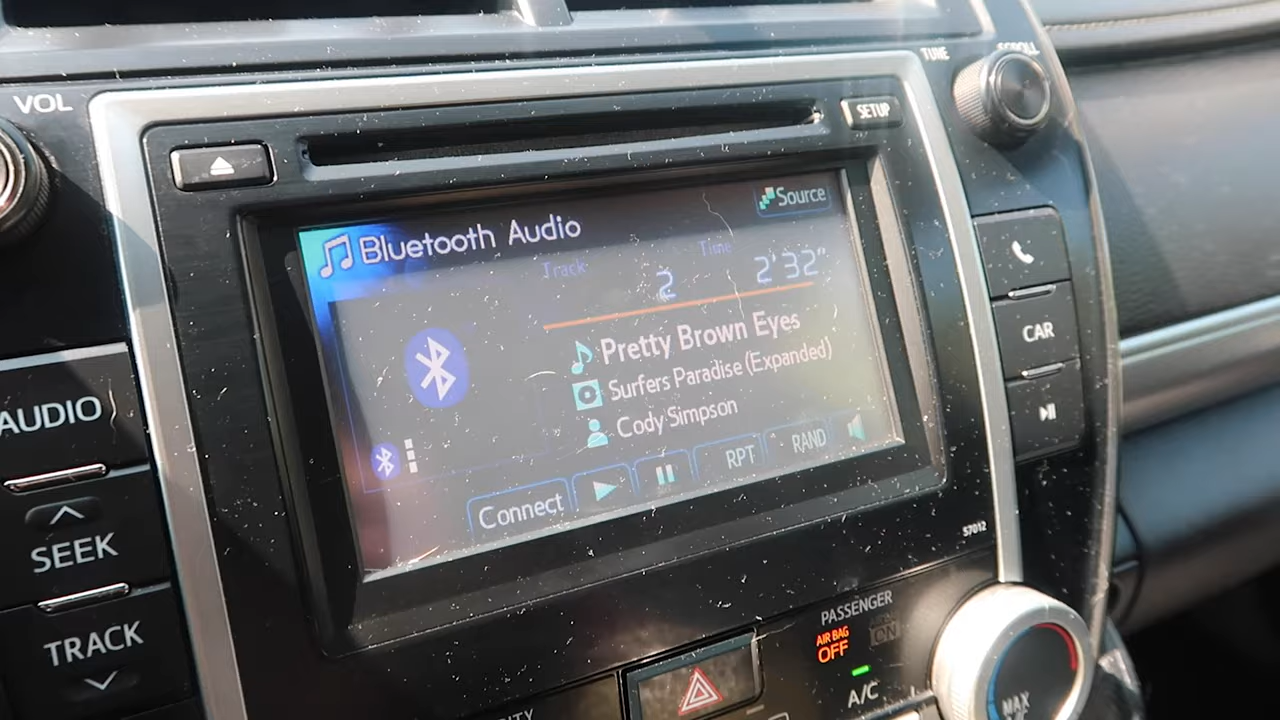 VOL
TUNE
SCROLL
SETUP
Bluetooth Audio
Source
Track
Time
2
2'32"
Pretty Brown Eyes
Surfers Paradise (Expanded)
Cody Simpson
Connect
RPT
RAND
AUDIO
SEEK
TRACK
CAR
57012
PASSENGER
AIR BAG
OFF
ON
A/C
MAX